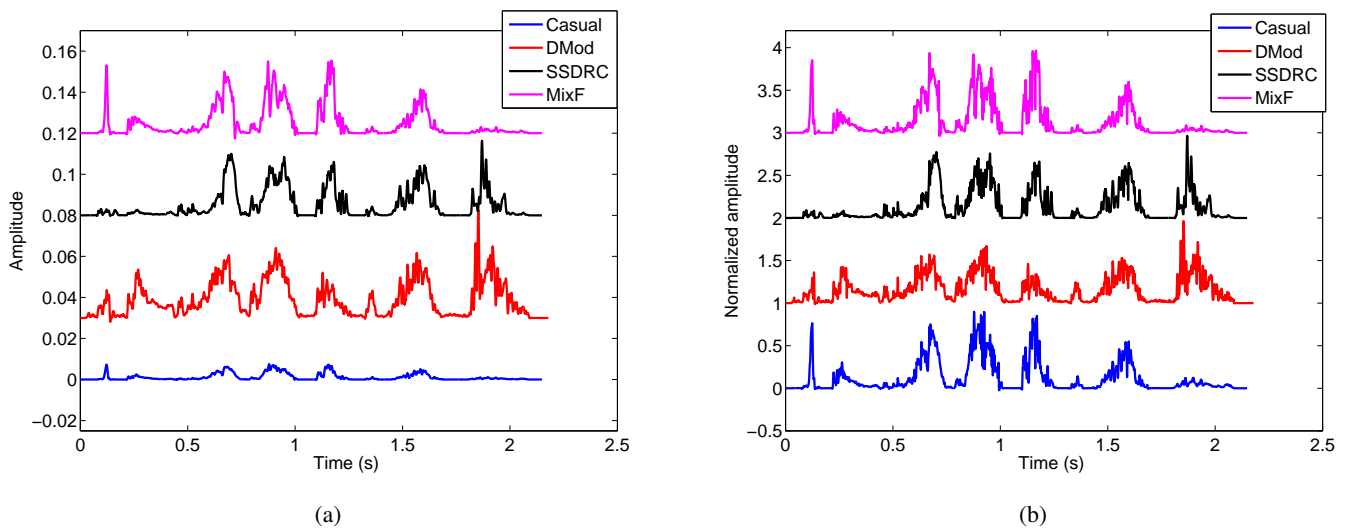 Casual
DMod
SSDRC
MixF
0.16
0.14
0.12
0.1
0.08
0.06
0.04
0.02
0
−0.02
Amplitude
0 0.5 1 1.5 2 2.5
Time (s)
(a)
Casual
DMod
SSDRC
MixF
4
3.5
3
2.5
2
1.5
1
0.5
0
−0.5
Normalized amplitude
0 0.5 1 1.5 2 2.5
Time (s)
(b)